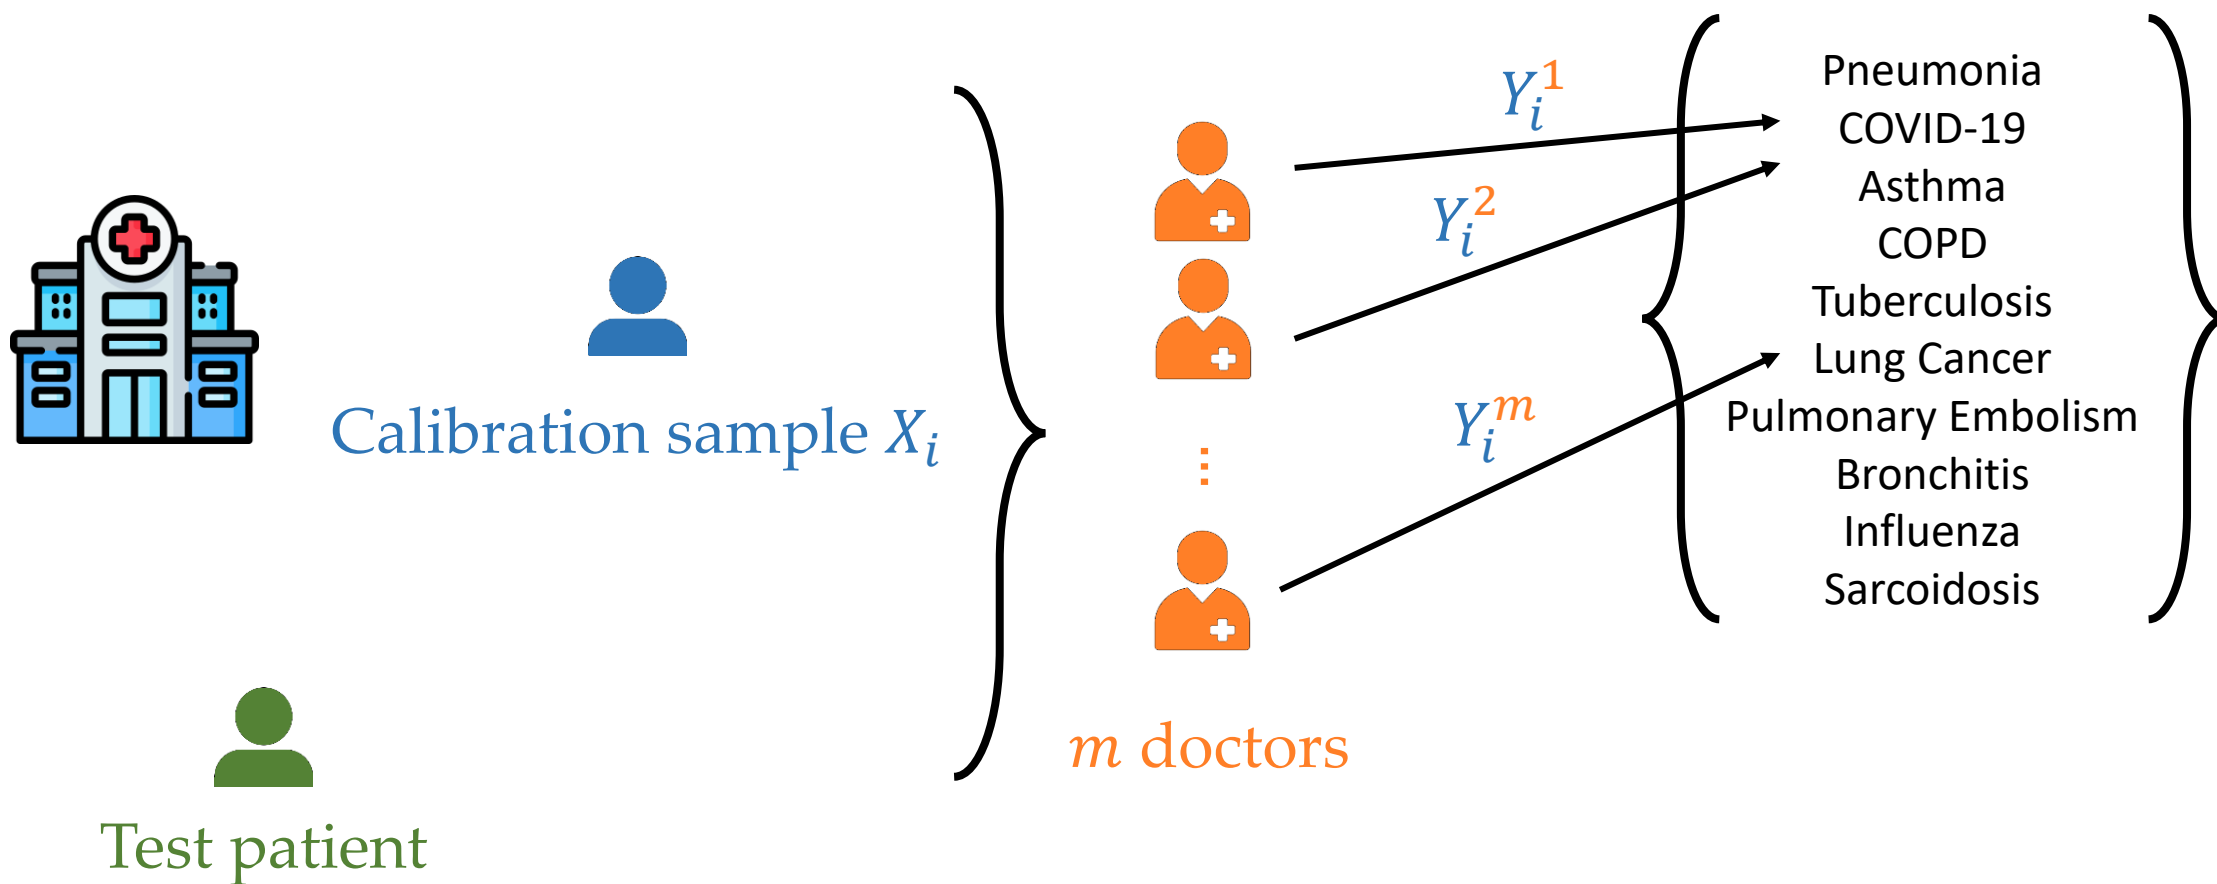 Calibration sample X_i
Test patient
⋮
m doctors
Y_i^1
Y_i^2
Y_i^m
Pneumonia
COVID-19
Asthma
COPD
Tuberculosis
Lung Cancer
Pulmonary Embolism
Bronchitis
Influenza
Sarcoidosis